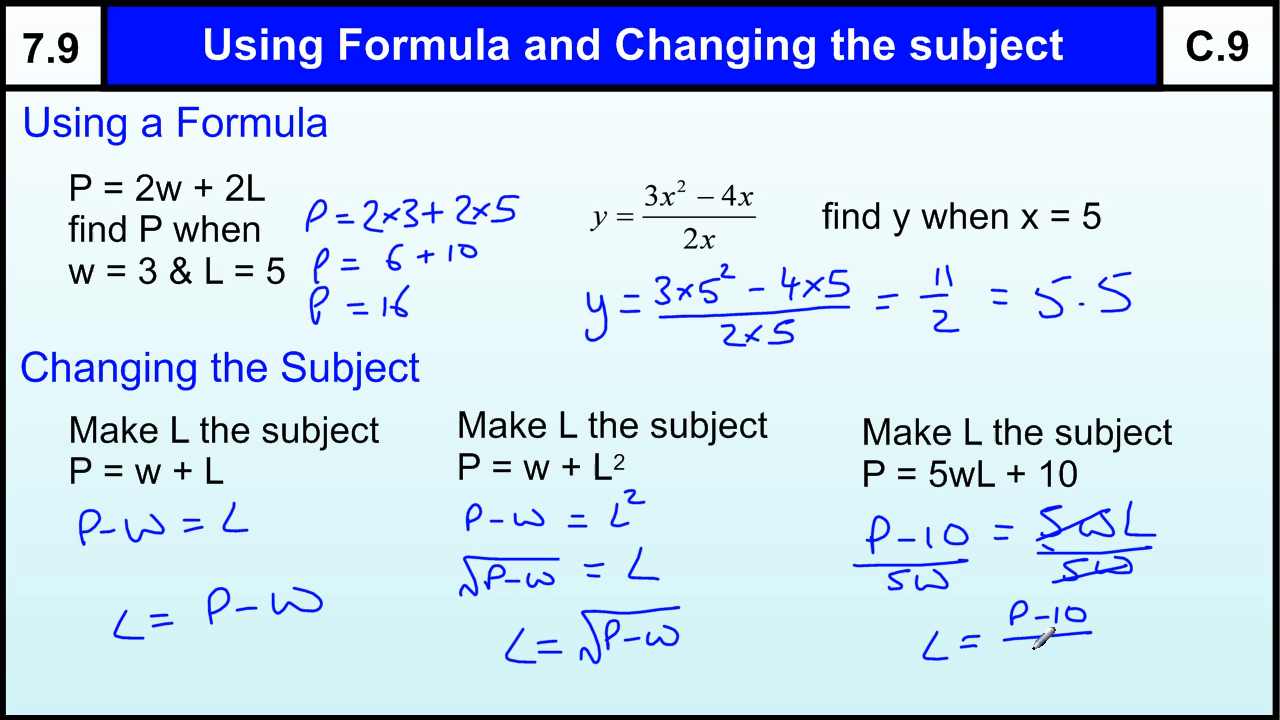 7.9
Using Formula and Changing the subject
C.9
Using a Formula
P = 2w + 2L
find P when
w = 3 & L = 5
P = 2×3 + 2×5
P = 6 + 10
P = 16
y = (3x² − 4x)/(2x)
find y when x = 5
y = (3×5² − 4×5)/(2×5) = 11/2 = 5.5
Changing the Subject
Make L the subject
P = w + L
P−w = L
L = P−w
Make L the subject
P = w + L²
P−w = L²
√(P−w) = L
L = √(P−w)
Make L the subject
P = 5wL + 10
(P−10)/(5w) = (5wL)/(5w)
L = P−10